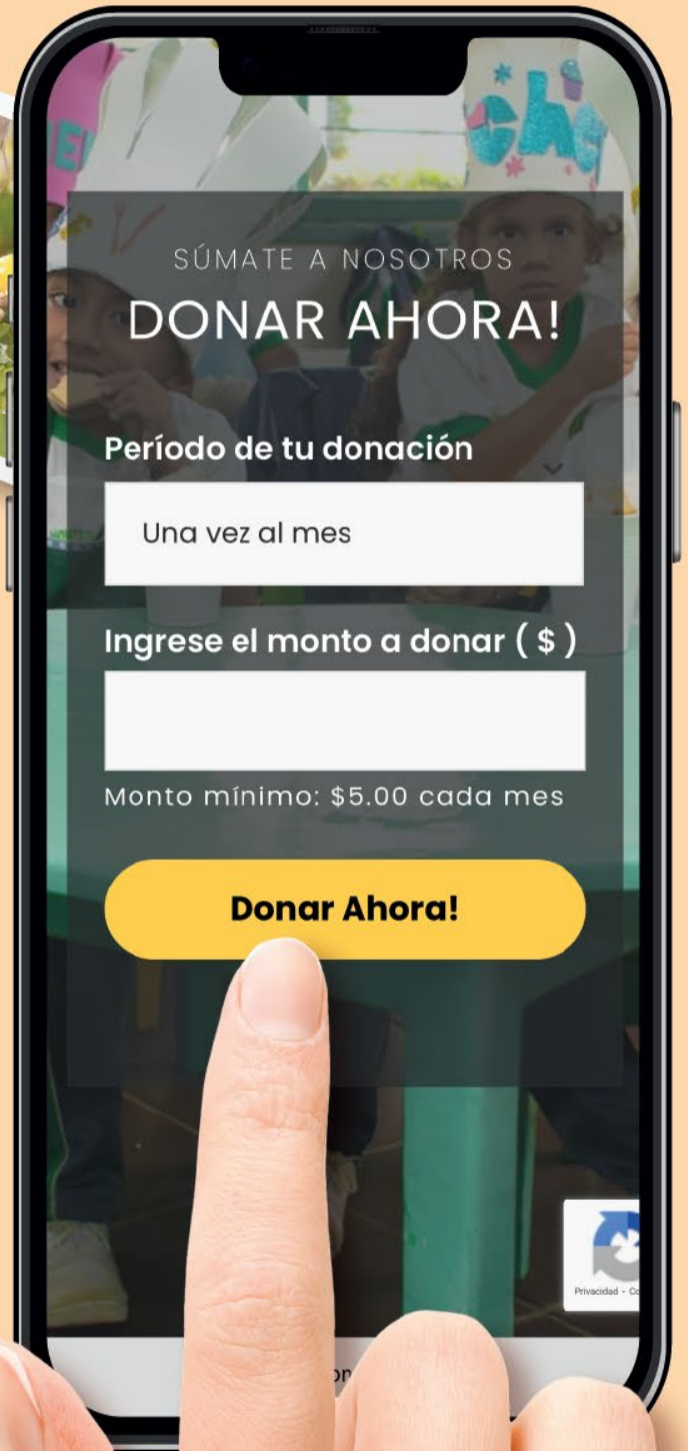 SÚMATE A NOSOTROS
DONAR AHORA!
Período de tu donación
Una vez al mes
Ingrese el monto a donar ( $ )
Monto mínimo: $5.00 cada mes
Donar Ahora!
Privacidad -